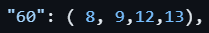 "60": ( 8, 9,12,13),